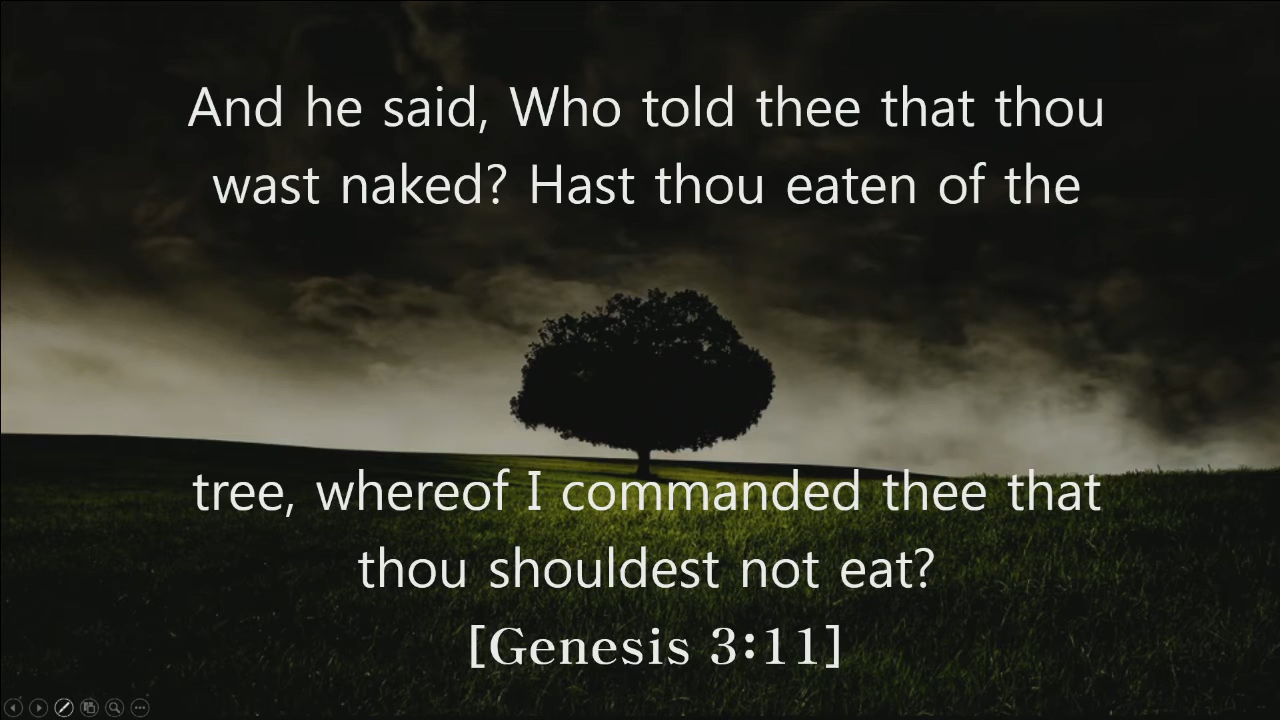 And he said, Who told thee that thou
wast naked? Hast thou eaten of the
tree, whereof I commanded thee that
thou shouldest not eat?
[Genesis 3:11]